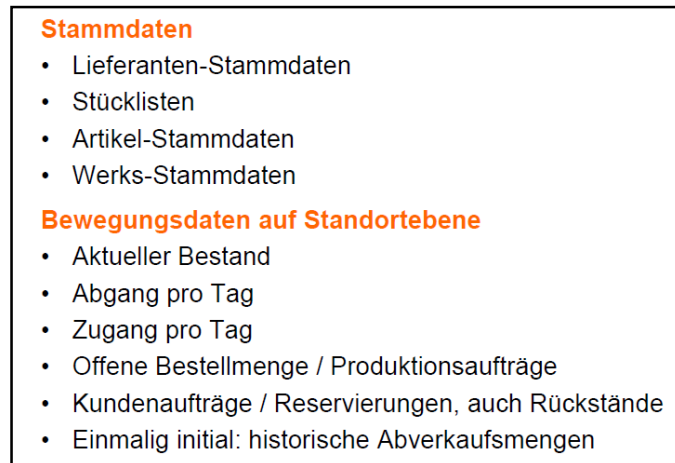 Stammdaten
• Lieferanten-Stammdaten
• Stücklisten
• Artikel-Stammdaten
• Werks-Stammdaten
Bewegungsdaten auf Standortebene
• Aktueller Bestand
• Abgang pro Tag
• Zugang pro Tag
• Offene Bestellmenge / Produktionsaufträge
• Kundenaufträge / Reservierungen, auch Rückstände
• Einmalig initial: historische Abverkaufsmengen